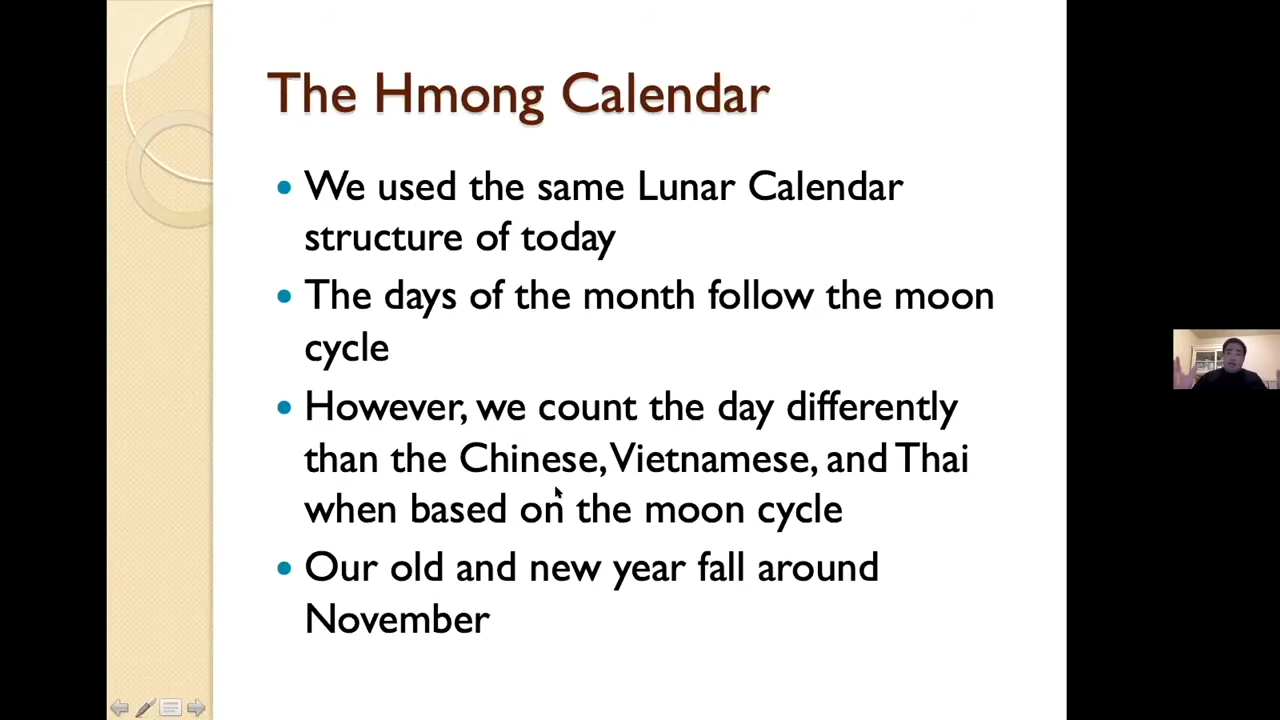 The Hmong Calendar
We used the same Lunar Calendar
structure of today
The days of the month follow the moon
cycle
However, we count the day differently
than the Chinese, Vietnamese, and Thai
when based on the moon cycle
Our old and new year fall around
November